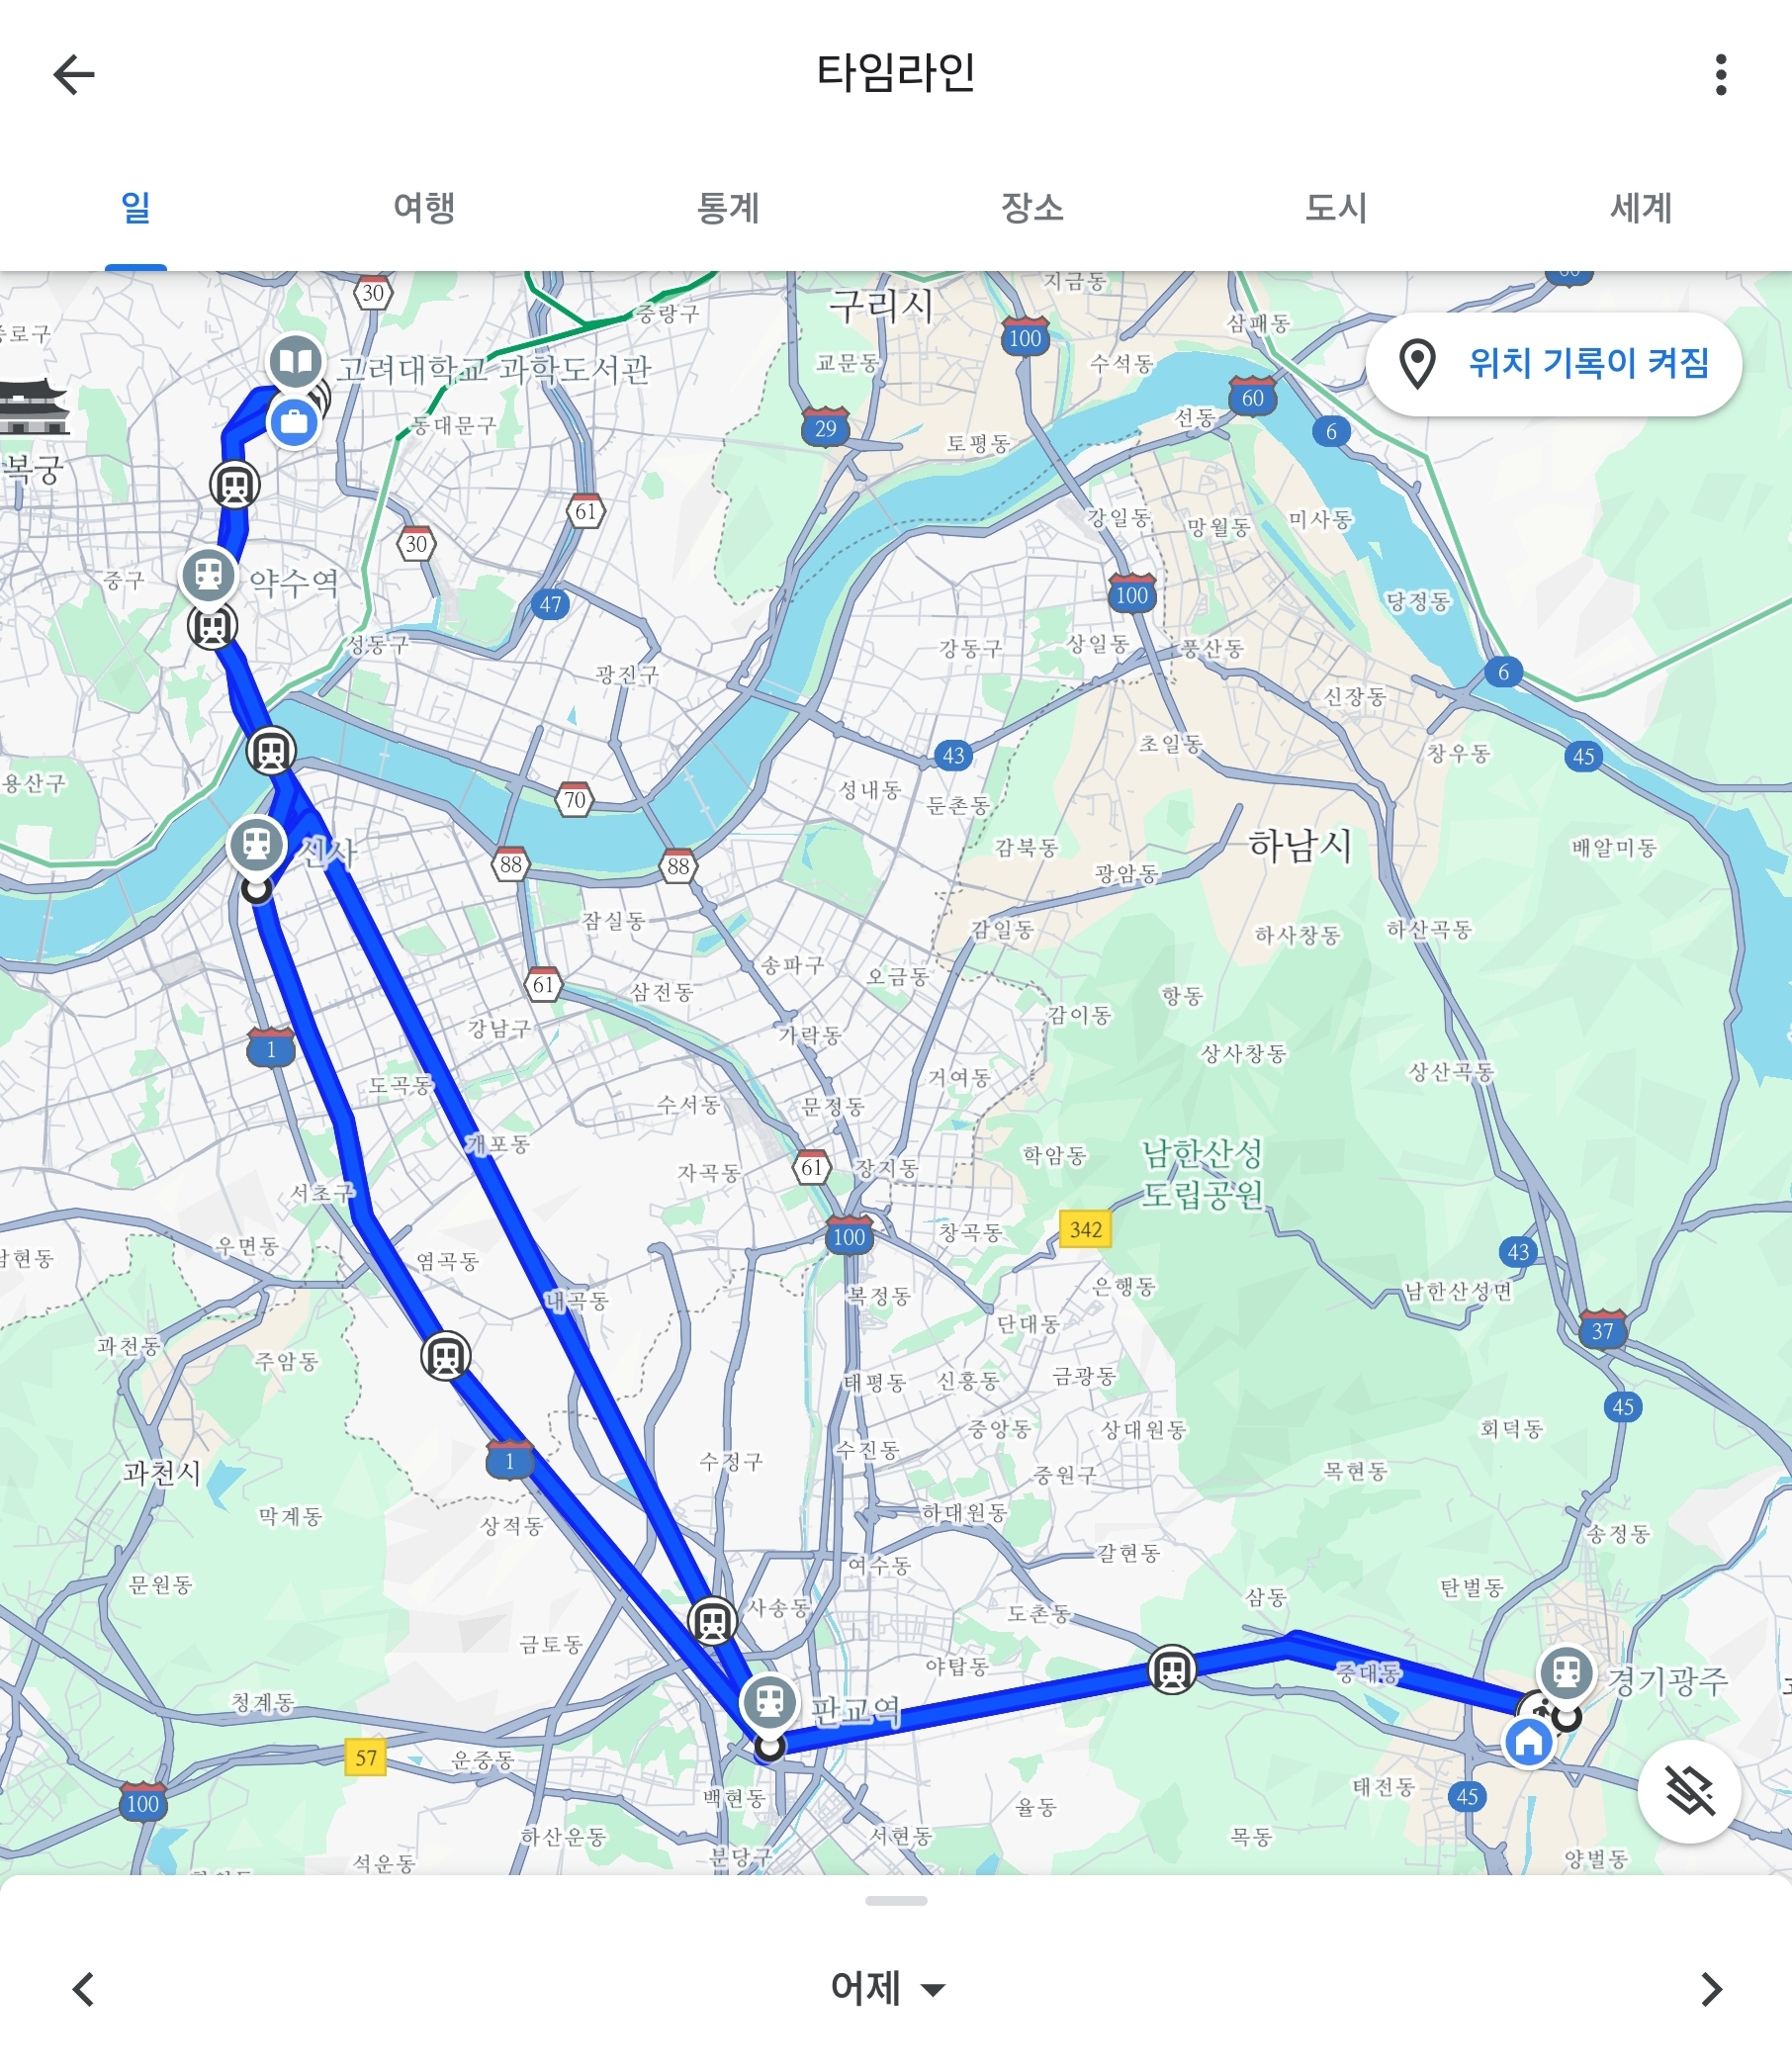 타임라인
일
여행
통계
장소
도시
세계
위치 기록이 켜짐
30
중랑구
구리시
지금동
100
삼패동
고려대학교 과학도서관
교문동
수석동
60
6
29
선동
동대문구
토평동
복궁
61
30
강일동
망월동
미사동
중구
약수역
47
100
당정동
성동구
강동구
상일동
풍산동
6
광진구
신장동
43
초일동
창우동
45
용산구
70
성내동
둔촌동
신사
88
88
감북동
하남시
배알미동
광암동
잠실동
감일동
하사창동
하산곡동
61
송파구
오금동
삼전동
항동
감이동
강남구
가락동
1
상사창동
도곡동
거여동
상산곡동
수서동
문정동
개포동
학암동
남한산성
도립공원
자곡동
61
장지동
서초구
100
창곡동
342
우면동
염곡동
43
내곡동
복정동
은행동
남한산성면
과천동
단대동
37
주암동
태평동
신흥동
금광동
45
중앙동
상대원동
회덕동
과천시
1
수정구
수진동
중원구
목현동
막계동
상적동
하대원동
송정동
문원동
여수동
갈현동
탄벌동
사송동
도촌동
삼동
금토동
야탑동
중대동
경기광주
청계동
판교역
57
운중동
백현동
율동
태전동
45
100
하산운동
서현동
목동
석운동
분당구
양벌동
어제